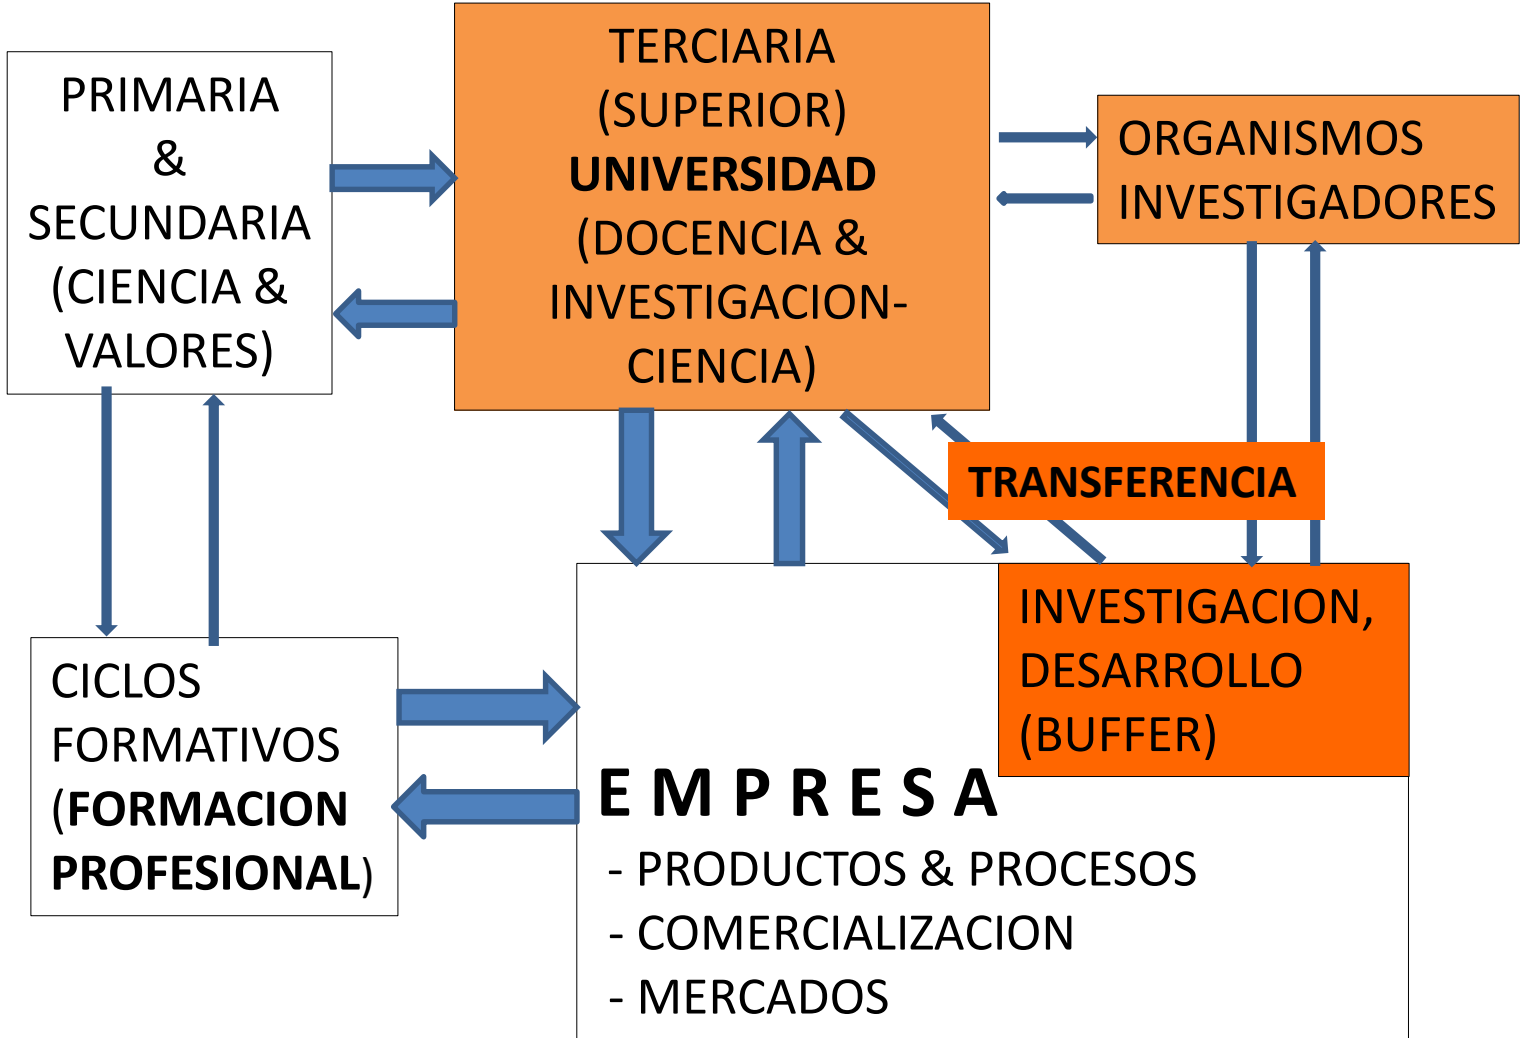 PRIMARIA
&
SECUNDARIA
(CIENCIA &
VALORES)
TERCIARIA
(SUPERIOR)
UNIVERSIDAD
(DOCENCIA &
INVESTIGACION-
CIENCIA)
ORGANISMOS
INVESTIGADORES
TRANSFERENCIA
CICLOS
FORMATIVOS
(FORMACION
PROFESIONAL)
INVESTIGACION,
DESARROLLO
(BUFFER)
E M P R E S A
- PRODUCTOS & PROCESOS
- COMERCIALIZACION
- MERCADOS